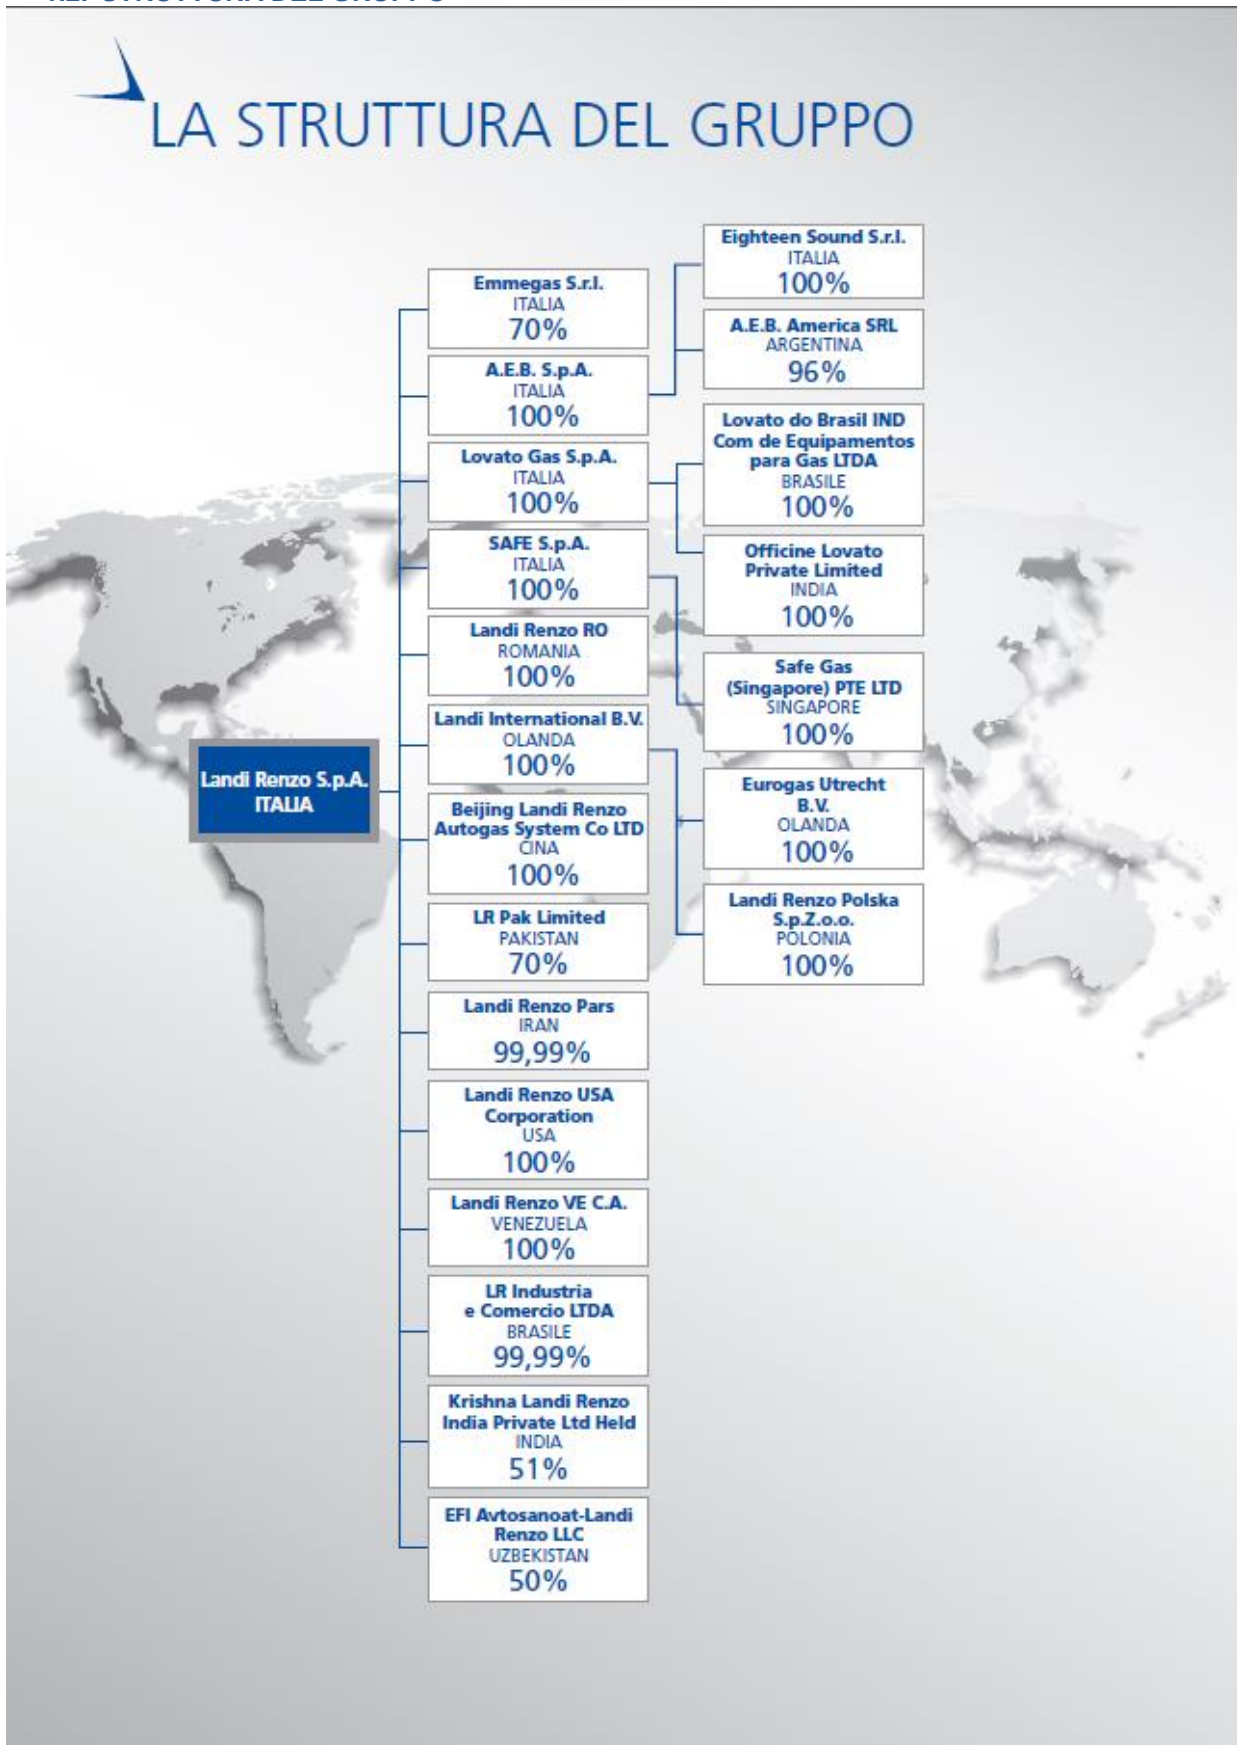 LA STRUTTURA DEL GRUPPO
Landi Renzo S.p.A.
ITALIA
Emmegas S.r.l.
ITALIA
70%
A.E.B. S.p.A.
ITALIA
100%
Lovato Gas S.p.A.
ITALIA
100%
SAFE S.p.A.
ITALIA
100%
Landi Renzo RO
ROMANIA
100%
Landi International B.V.
OLANDA
100%
Beijing Landi Renzo
Autogas System Co LTD
CINA
100%
LR Pak Limited
PAKISTAN
70%
Landi Renzo Pars
IRAN
99,99%
Landi Renzo USA
Corporation
USA
100%
Landi Renzo VE C.A.
VENEZUELA
100%
LR Industria
e Comercio LTDA
BRASILE
99,99%
Krishna Landi Renzo
India Private Ltd Held
INDIA
51%
EFI Avtosanoat-Landi
Renzo LLC
UZBEKISTAN
50%
Eighteen Sound S.r.l.
ITALIA
100%
A.E.B. America SRL
ARGENTINA
96%
Lovato do Brasil IND
Com de Equipamentos
para Gas LTDA
BRASILE
100%
Officine Lovato
Private Limited
INDIA
100%
Safe Gas
(Singapore) PTE LTD
SINGAPORE
100%
Eurogas Utrecht
B.V.
OLANDA
100%
Landi Renzo Polska
S.p.Z.o.o.
POLONIA
100%